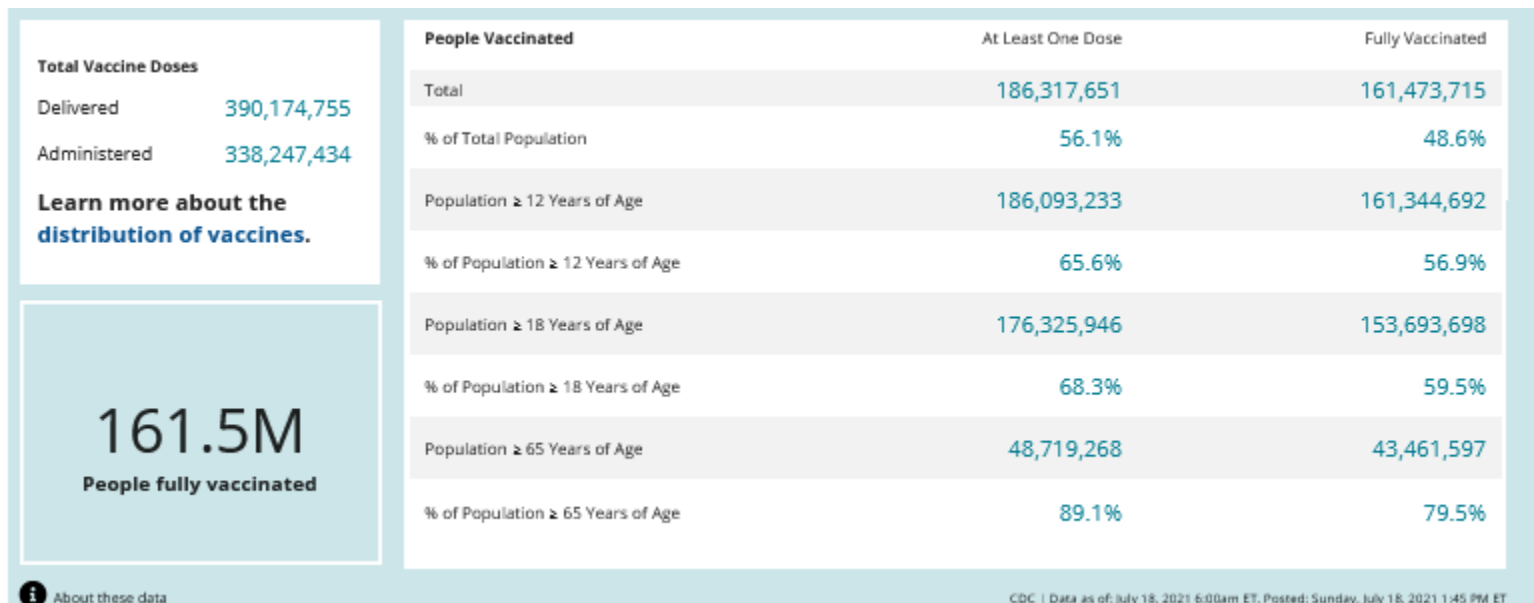 Total Vaccine Doses
Delivered 390,174,755
Administered 338,247,434
Learn more about the
distribution of vaccines.
161.5M
People fully vaccinated
People Vaccinated At Least One Dose Fully Vaccinated
Total 186,317,651 161,473,715
% of Total Population 56.1% 48.6%
Population ≥ 12 Years of Age 186,093,233 161,344,692
% of Population ≥ 12 Years of Age 65.6% 56.9%
Population ≥ 18 Years of Age 176,325,946 153,693,698
% of Population ≥ 18 Years of Age 68.3% 59.5%
Population ≥ 65 Years of Age 48,719,268 43,461,597
% of Population ≥ 65 Years of Age 89.1% 79.5%
About these data
CDC | Data as of: July 18, 2021 6:00am ET. Posted: Sunday, July 18, 2021 1:45 PM ET